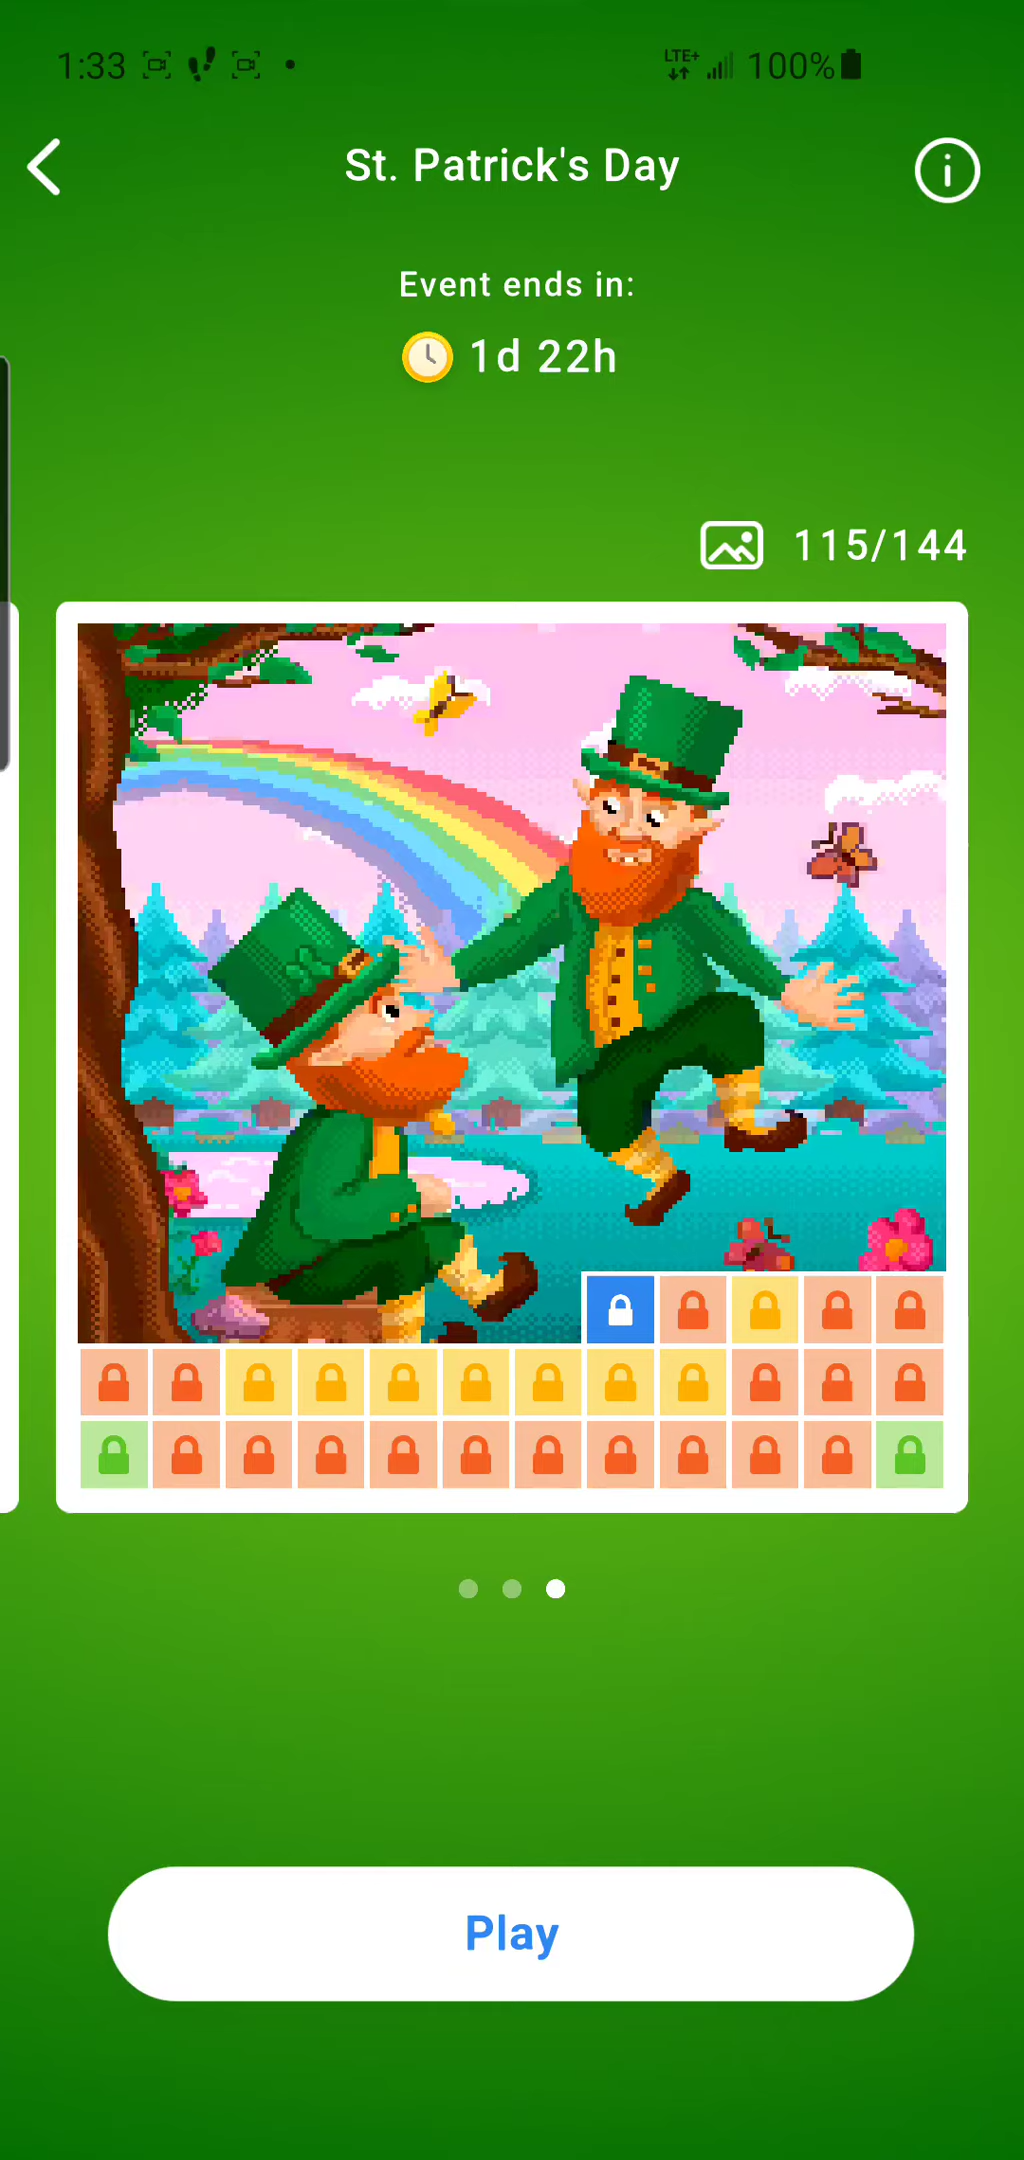 1:33
LTE+
100%
St. Patrick's Day
Event ends in:
1d 22h
115/144
Play